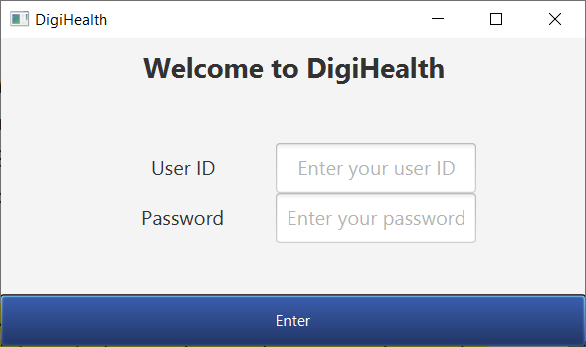 DigiHealth
Welcome to DigiHealth
User ID Enter your user ID
Password Enter your password
Enter